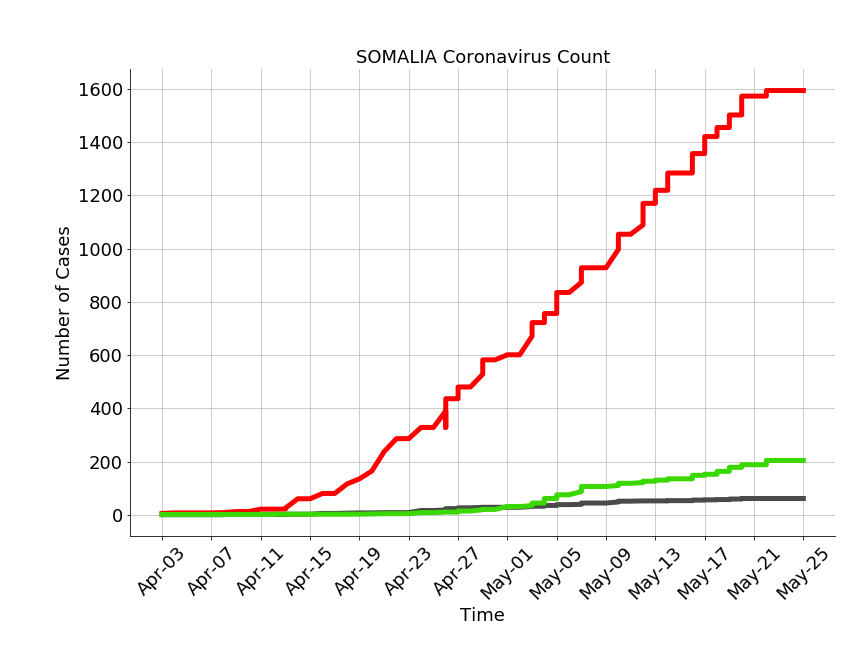 SOMALIA Coronavirus Count
1600
1400
1200
1000
800
600
400
200
0
Number of Cases
Apr-03
Apr-07
Apr-11
Apr-15
Apr-19
Apr-23
Apr-27
May-01
May-05
May-09
May-13
May-17
May-21
May-25
Time